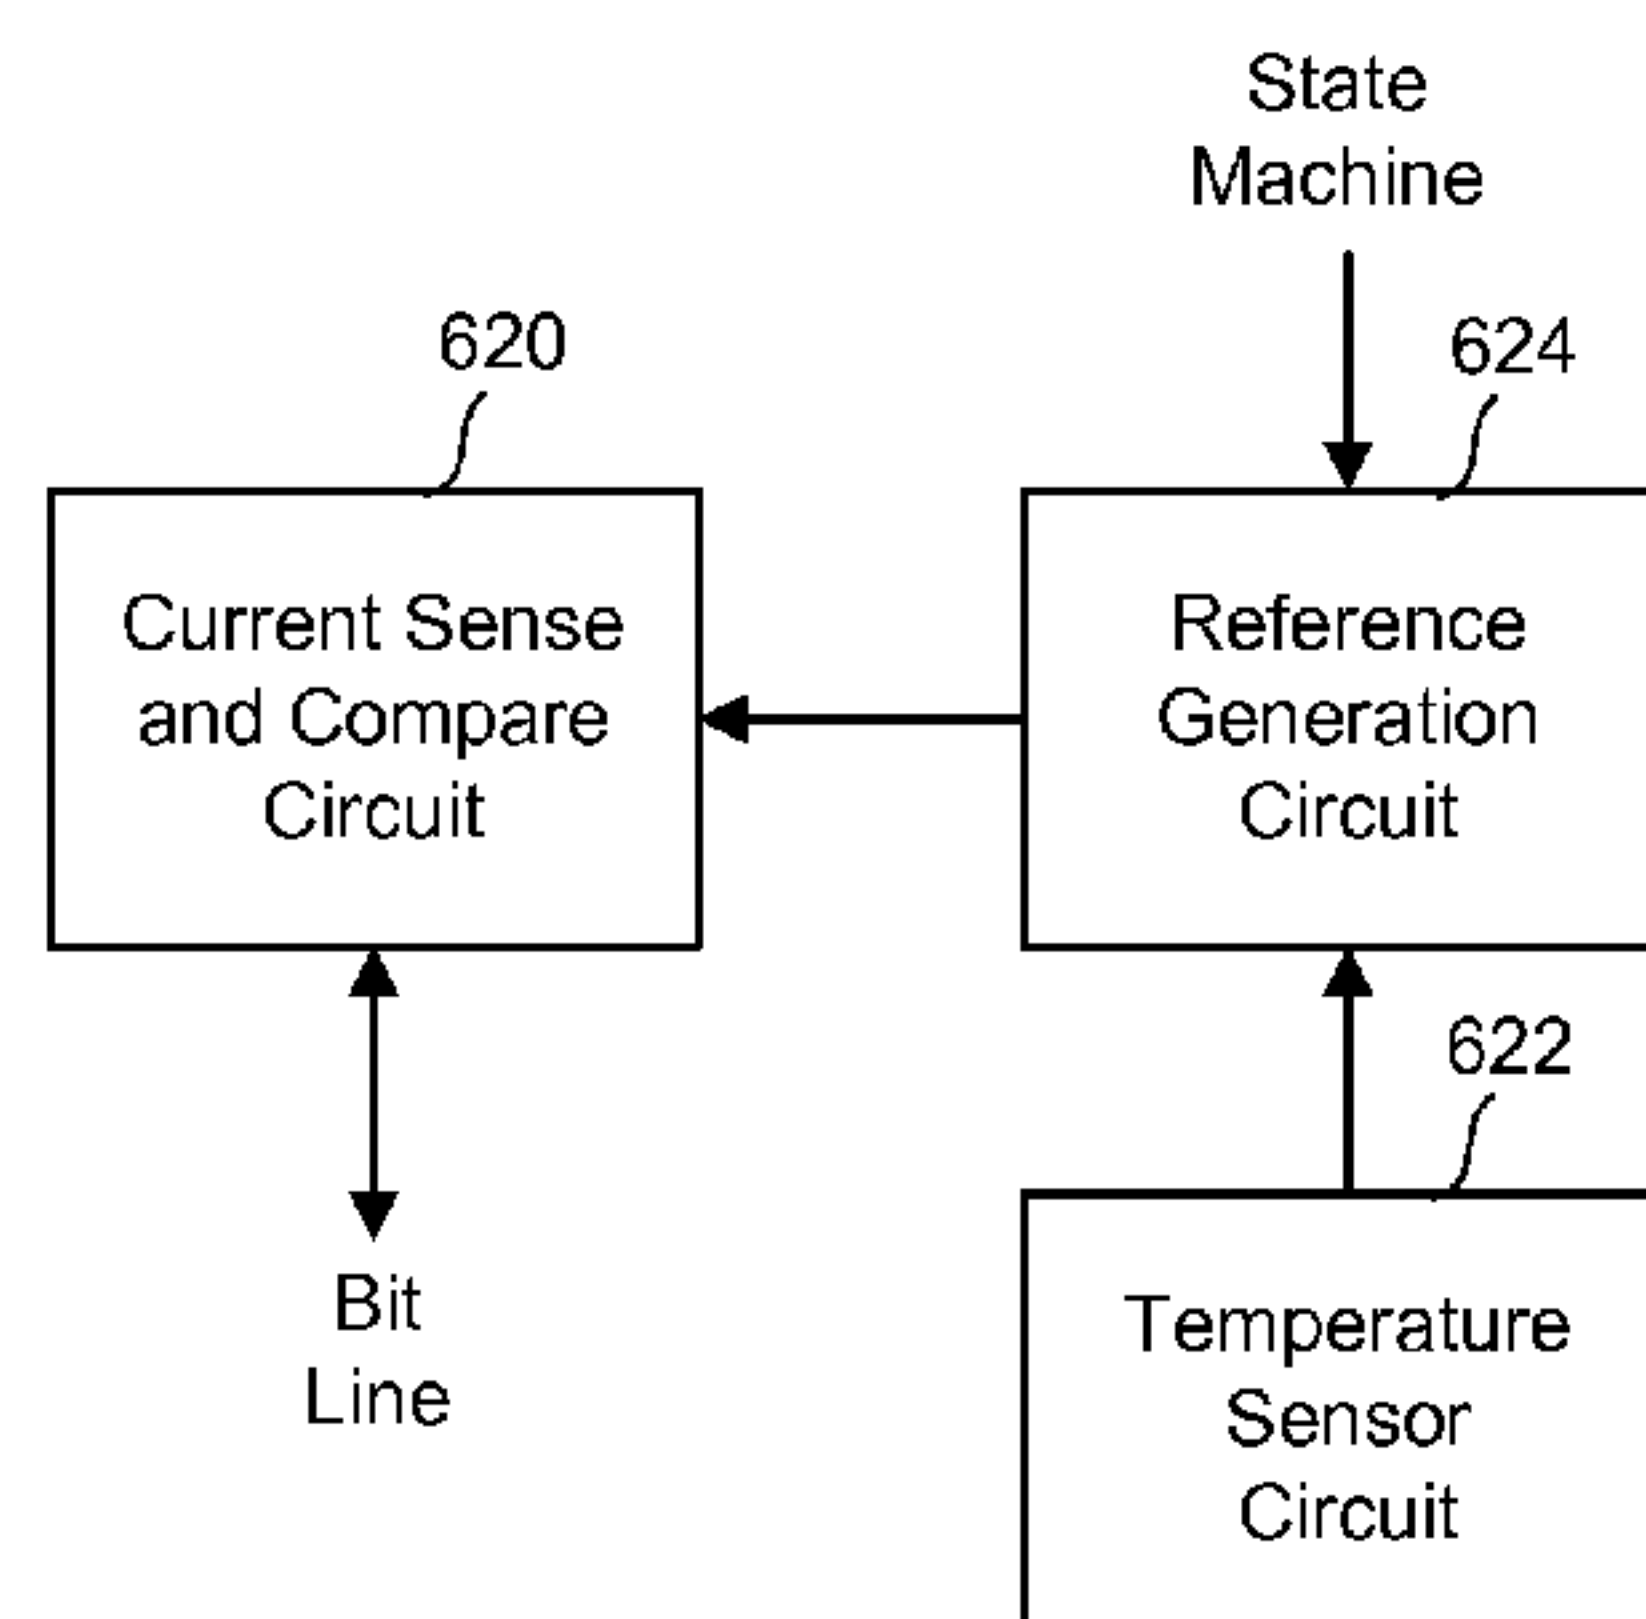 State
Machine
620
624
Current Sense
and Compare
Circuit
Reference
Generation
Circuit
622
Bit
Line
Temperature
Sensor
Circuit